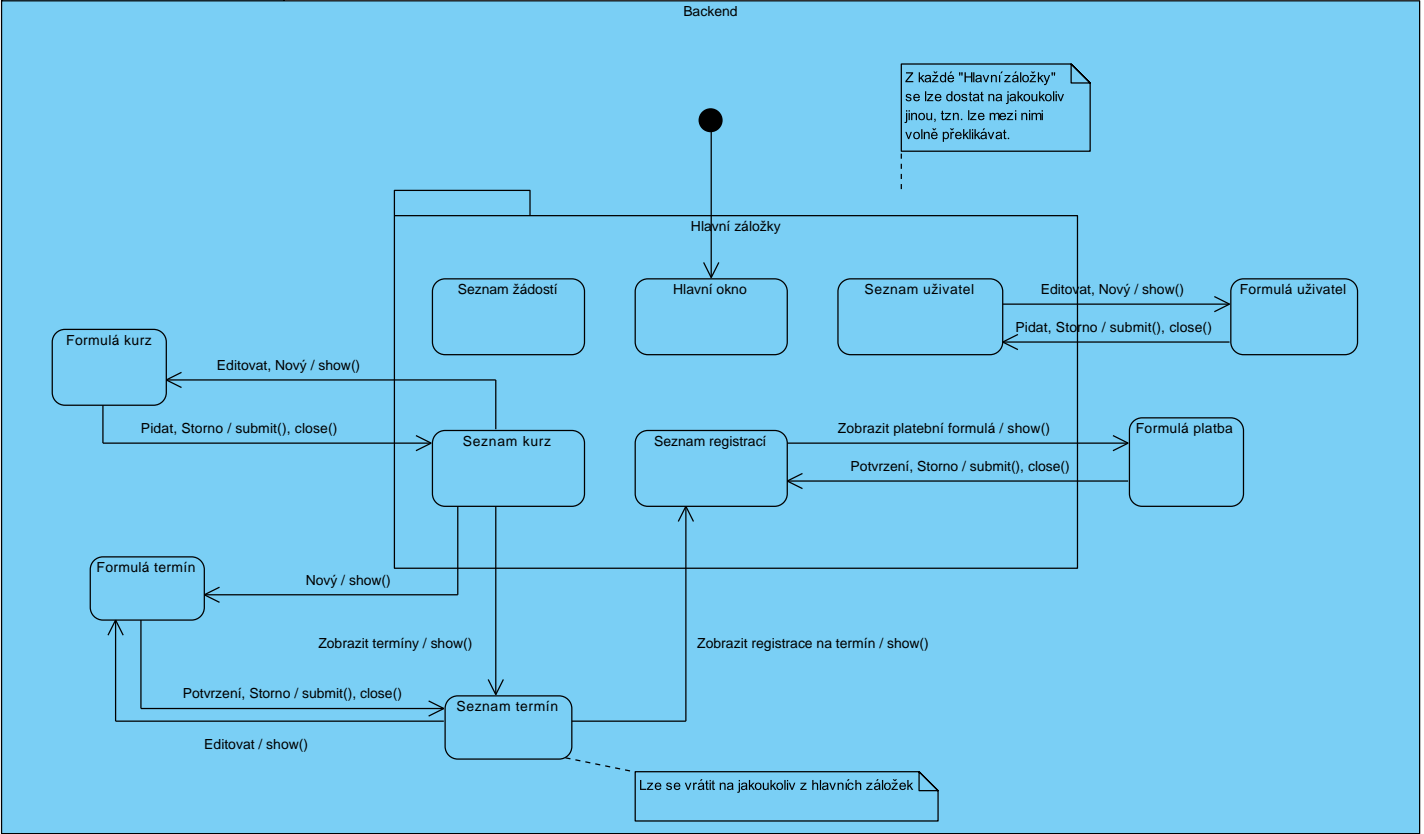 Backend
Z každé "Hlavní záložky"
se lze dostat na jakoukoliv
jinou, tzn. lze mezi nimi
volně překlikávat.
Hlavní záložky
Seznam žádostí
Hlavní okno
Seznam uživatel
Editovat, Nový / show()
Formulá uživatel
Pidat, Storno / submit(), close()
Formulá kurz
Editovat, Nový / show()
Pidat, Storno / submit(), close()
Seznam kurz
Seznam registrací
Zobrazit platební formulá / show()
Formulá platba
Potvrzení, Storno / submit(), close()
Formulá termín
Nový / show()
Zobrazit termíny / show()
Zobrazit registrace na termín / show()
Potvrzení, Storno / submit(), close()
Seznam termín
Editovat / show()
Lze se vrátit na jakoukoliv z hlavních záložek